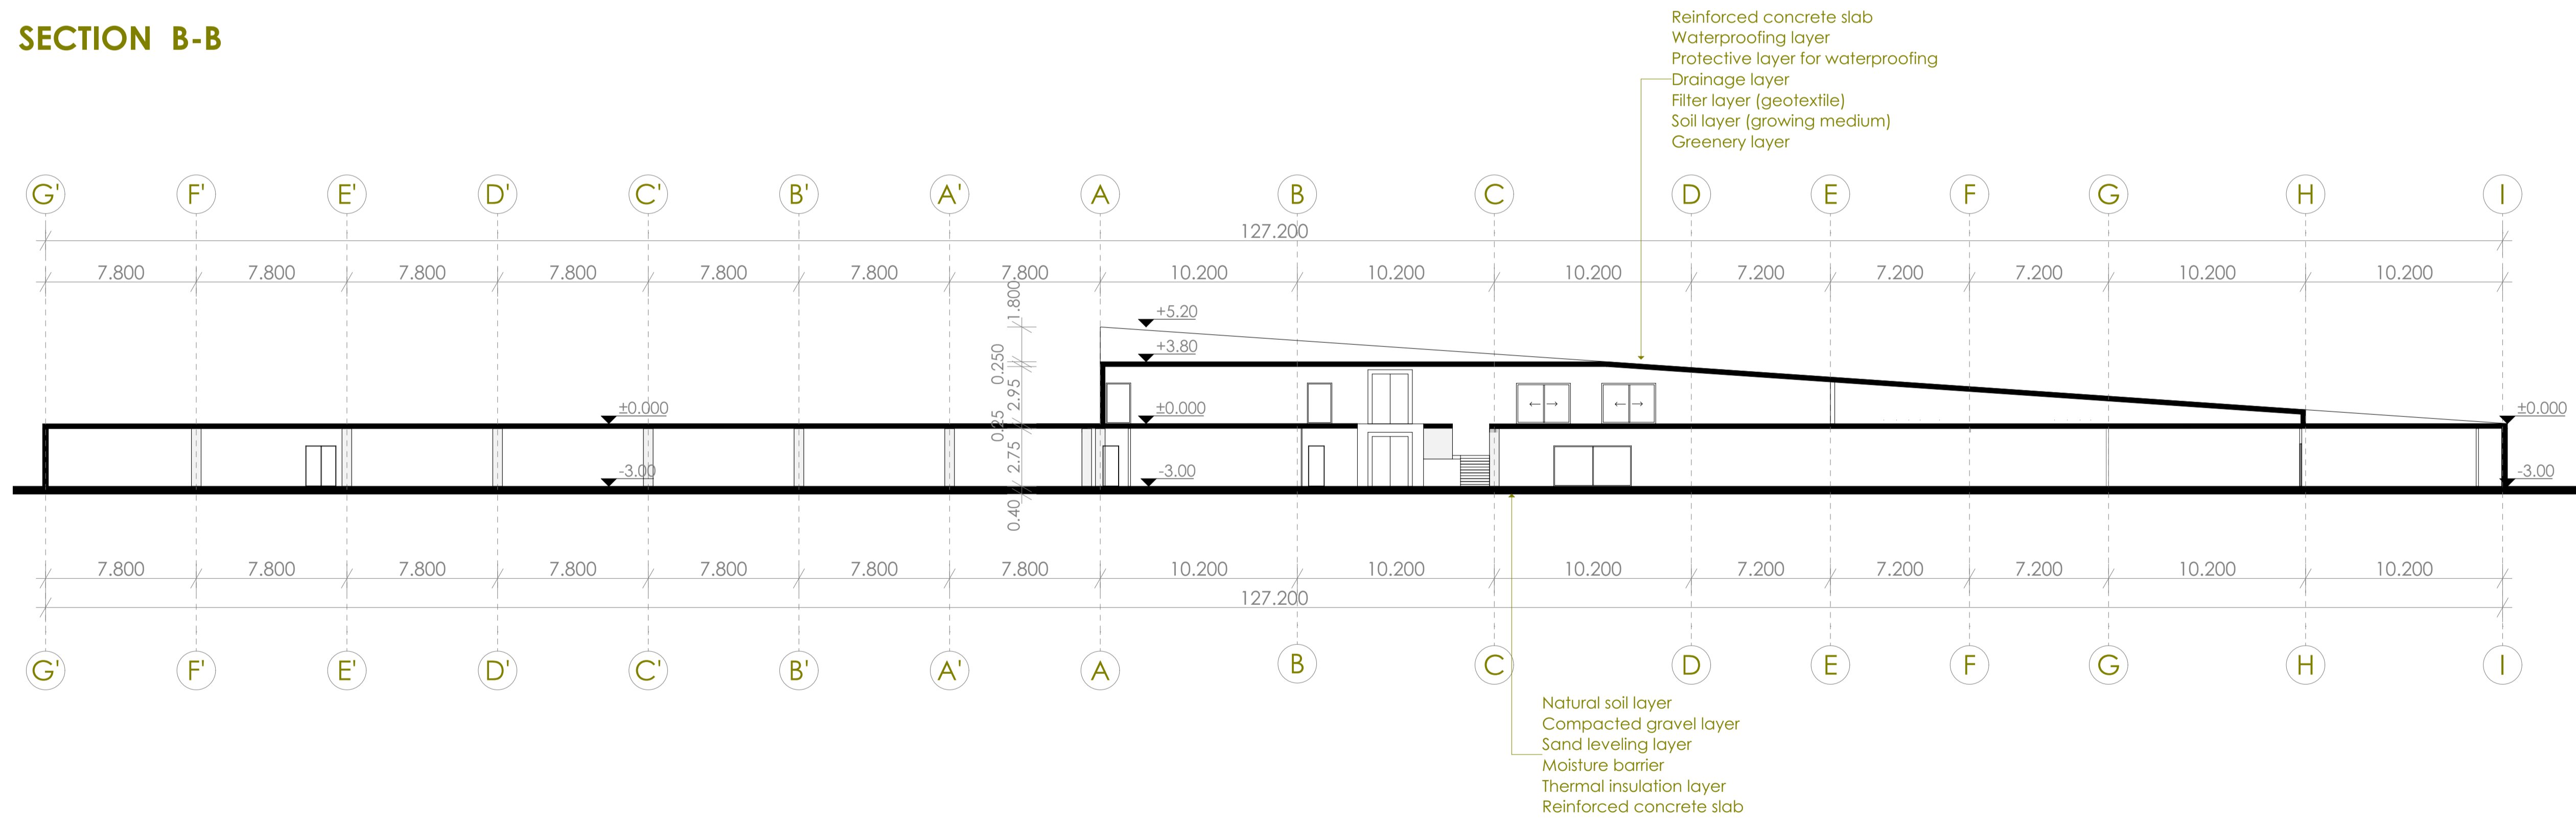 SECTION B-B
Reinforced concrete slab
Waterproofing layer
Protective layer for waterproofing
Drainage layer
Filter layer (geotextile)
Soil layer (growing medium)
Greenery layer
G' F' E' D' C' B' A' A B C D E F G H I
127.200
7.800 7.800 7.800 7.800 7.800 7.800 7.800 10.200 10.200 10.200 7.200 7.200 7.200 10.200 10.200
1.800
+5.20
0.250
+3.80
2.95
±0.000 ±0.000 ±0.000
0.25
2.75
-3.00 -3.00 -3.00
0.40
7.800 7.800 7.800 7.800 7.800 7.800 7.800 10.200 10.200 10.200 7.200 7.200 7.200 10.200 10.200
127.200
G' F' E' D' C' B' A' A B C D E F G H I
Natural soil layer
Compacted gravel layer
Sand leveling layer
Moisture barrier
Thermal insulation layer
Reinforced concrete slab